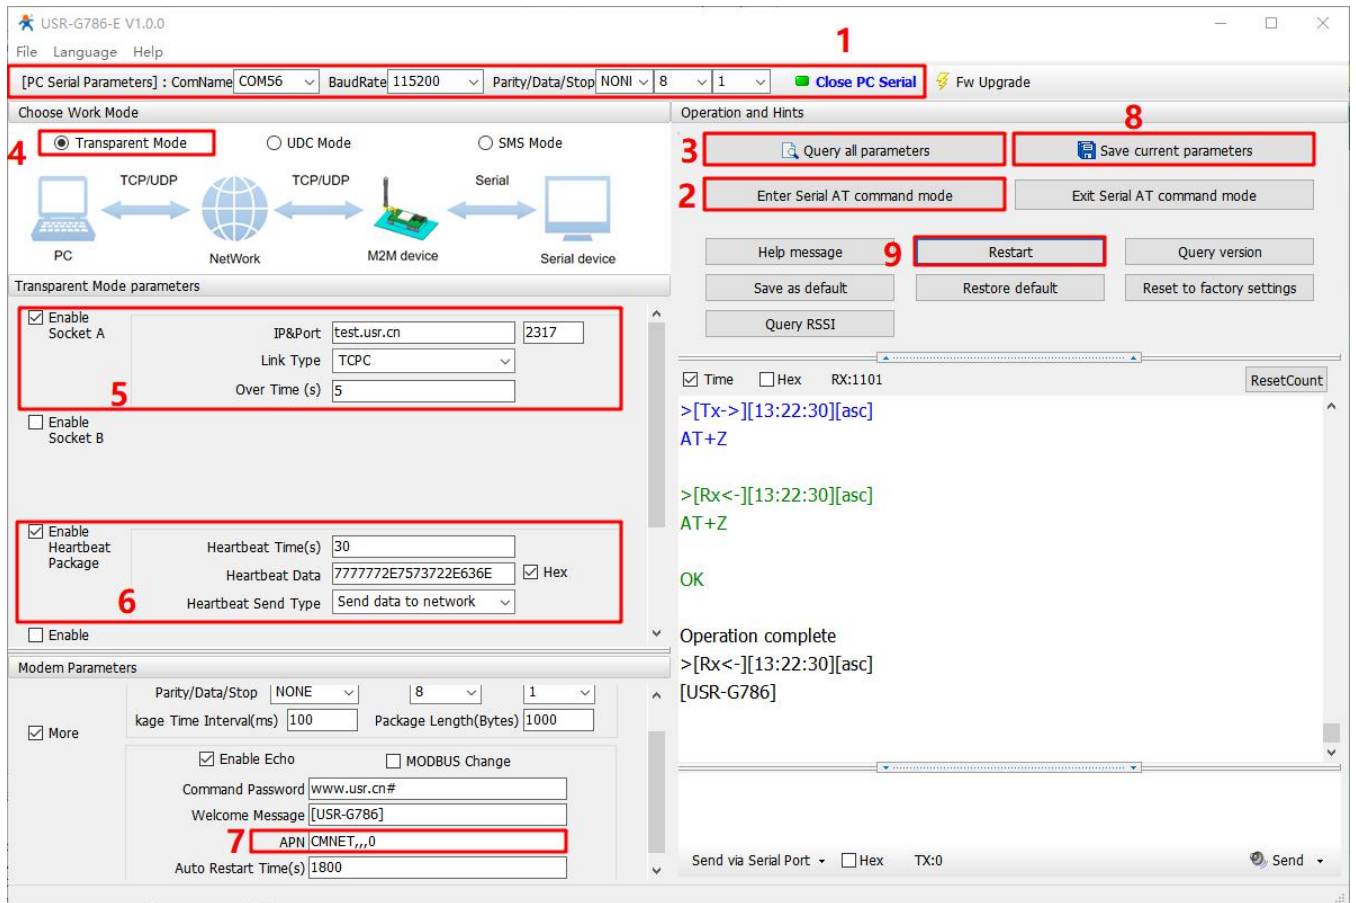 USR-G786-E V1.0.0
File Language Help
1
[PC Serial Parameters] : ComName COM56 BaudRate 115200 Parity/Data/Stop NONI 8 1 Close PC Serial Fw Upgrade
Choose Work Mode
4 Transparent Mode UDC Mode SMS Mode
TCP/UDP TCP/UDP Serial
PC NetWork M2M device Serial device
Transparent Mode parameters
Enable Socket A
IP&Port test.usr.cn 2317
Link Type TCPC
5 Over Time (s) 5
Enable Socket B
Enable Heartbeat Package
Heartbeat Time(s) 30
Heartbeat Data 7777772E7573722E636E Hex
6 Heartbeat Send Type Send data to network
Enable
Modem Parameters
Parity/Data/Stop NONE 8 1
kage Time Interval(ms) 100 Package Length(Bytes) 1000
More
Enable Echo MODBUS Change
Command Password www.usr.cn#
Welcome Message [USR-G786]
7 APN CMNET,,,0
Auto Restart Time(s) 1800
Operation and Hints
8
3 Query all parameters Save current parameters
2 Enter Serial AT command mode Exit Serial AT command mode
Help message 9 Restart Query version
Save as default Restore default Reset to factory settings
Query RSSI
Time Hex RX:1101 ResetCount
>[Tx->][13:22:30][asc]
AT+Z
>[Rx<-][13:22:30][asc]
AT+Z
OK
Operation complete
>[Rx<-][13:22:30][asc]
[USR-G786]
Send via Serial Port Hex TX:0 Send